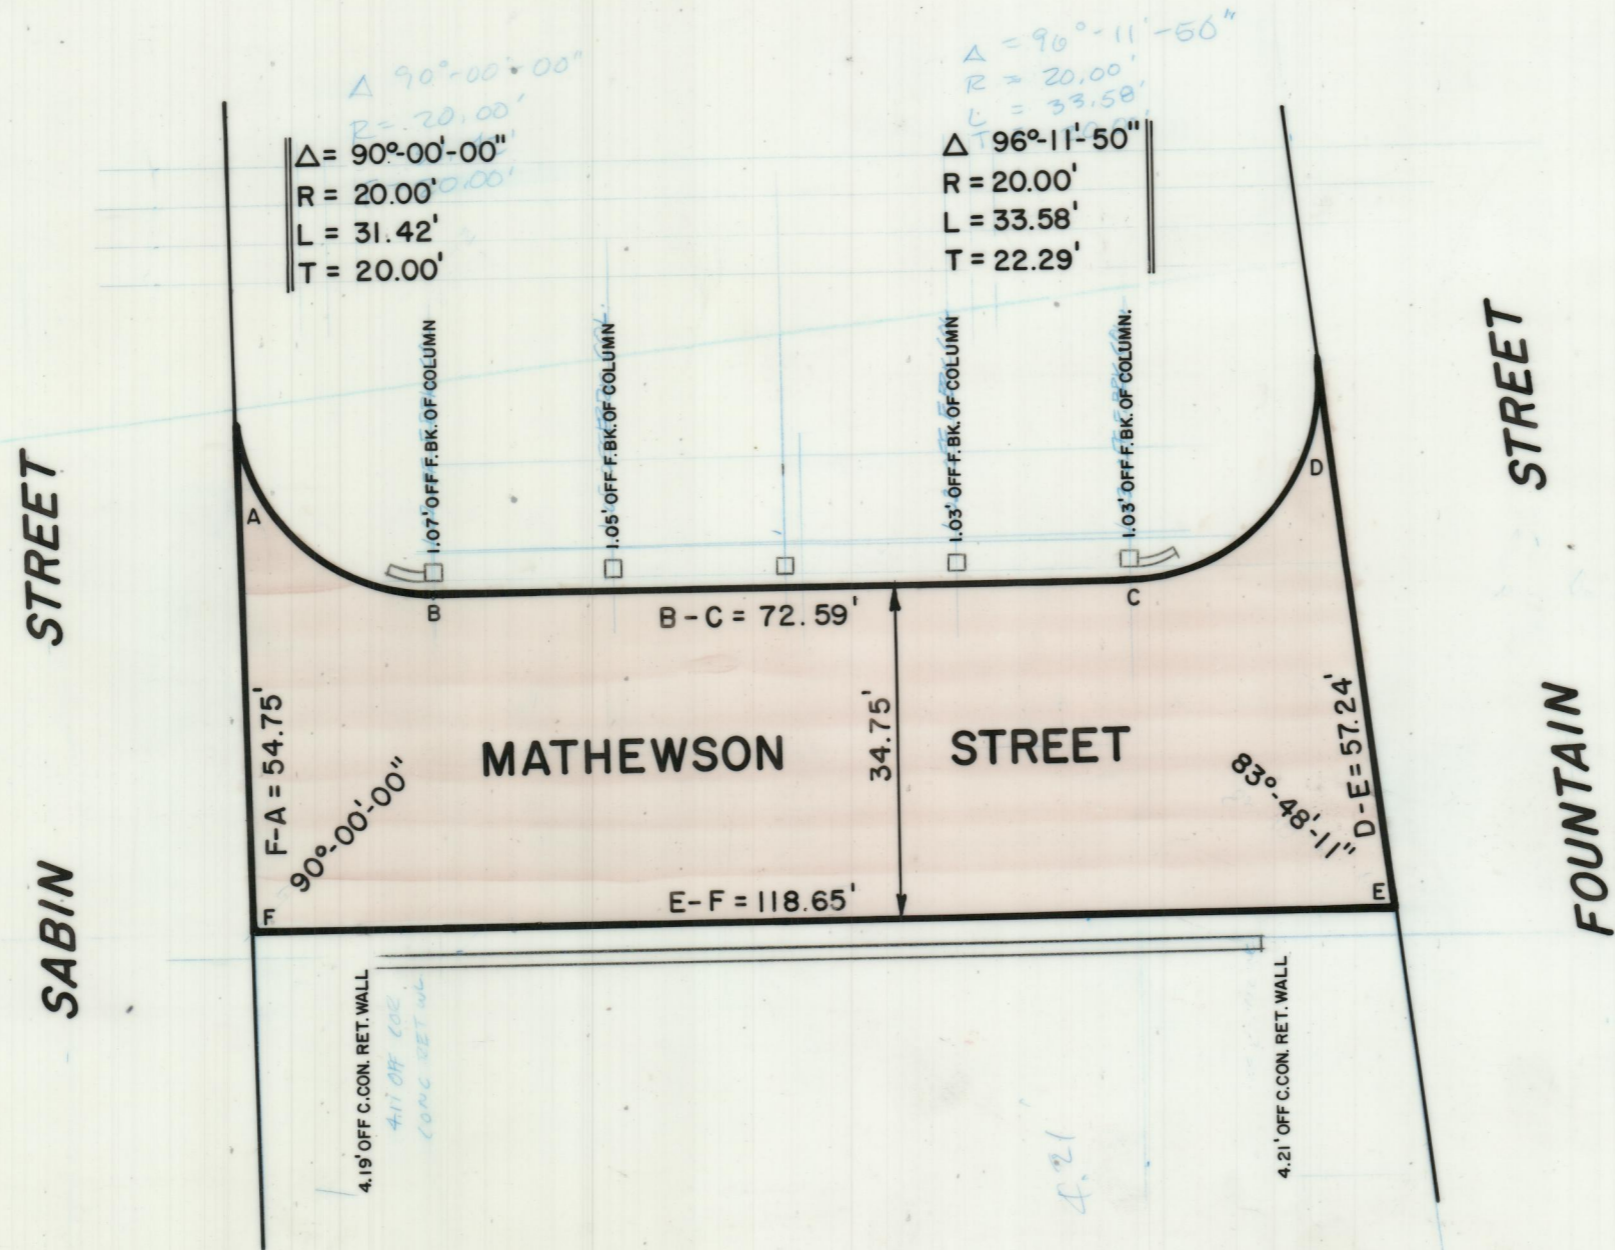 Δ 90°-00'-00"
R = 20.00'
Δ = 96°-11'-50"
R = 20.00'
L = 33.58'
Δ= 90°-00'-00"
R = 20.00'
L = 31.42'
T = 20.00'
Δ 96°-11'-50"
R = 20.00'
L = 33.58'
T = 22.29'
1.07' OFF F. BK. OF COLUMN
1.05' OFF F. BK. OF COLUMN
1.03' OFF F. BK. OF COLUMN
1.03' OFF F. BK. OF COLUMN.
SABIN STREET
FOUNTAIN STREET
A
B
C
D
B-C = 72.59'
F-A = 54.75'
90°-00'-00"
MATHEWSON STREET
34.75'
83°-48'-11"
D-E = 57.24'
E-F = 118.65'
F
E
4.19' OFF C.CON. RET. WALL
4.21' OFF C.CON. RET. WALL
4.21